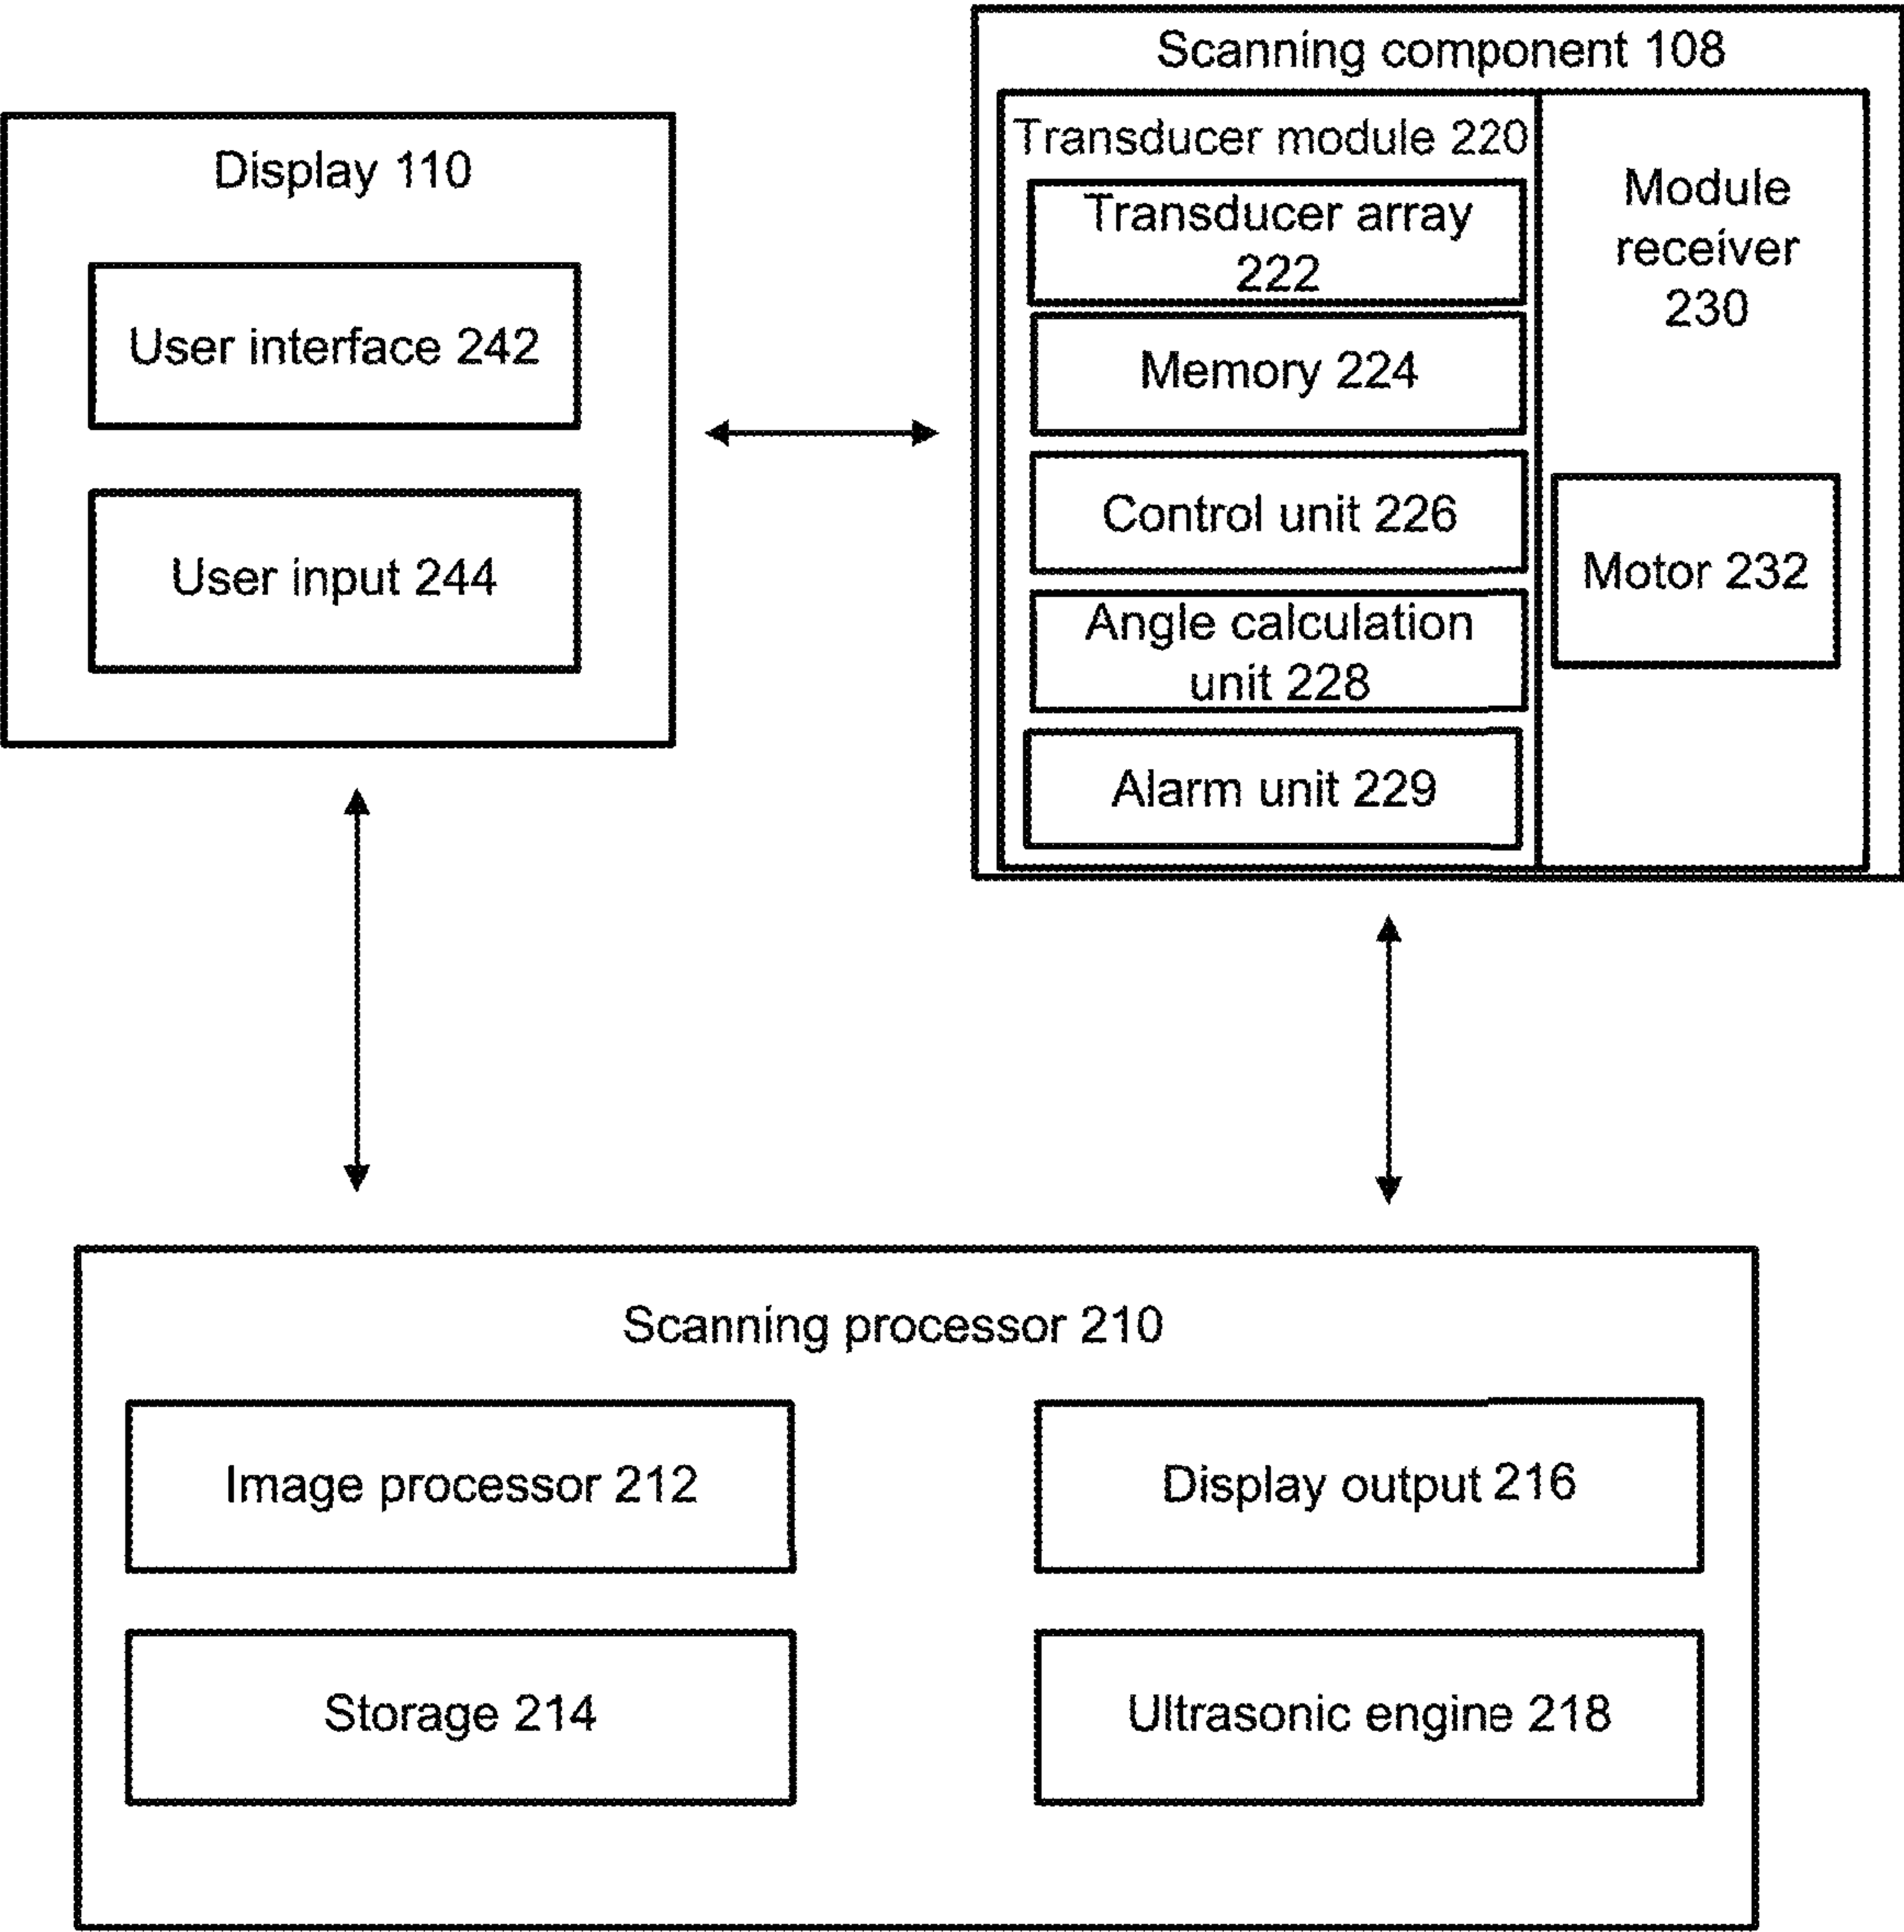 Display 110
User interface 242
User input 244
Scanning component 108
Transducer module 220
Transducer array
222
Memory 224
Control unit 226
Angle calculation
unit 228
Alarm unit 229
Module
receiver
230
Motor 232
Scanning processor 210
Image processor 212
Display output 216
Storage 214
Ultrasonic engine 218